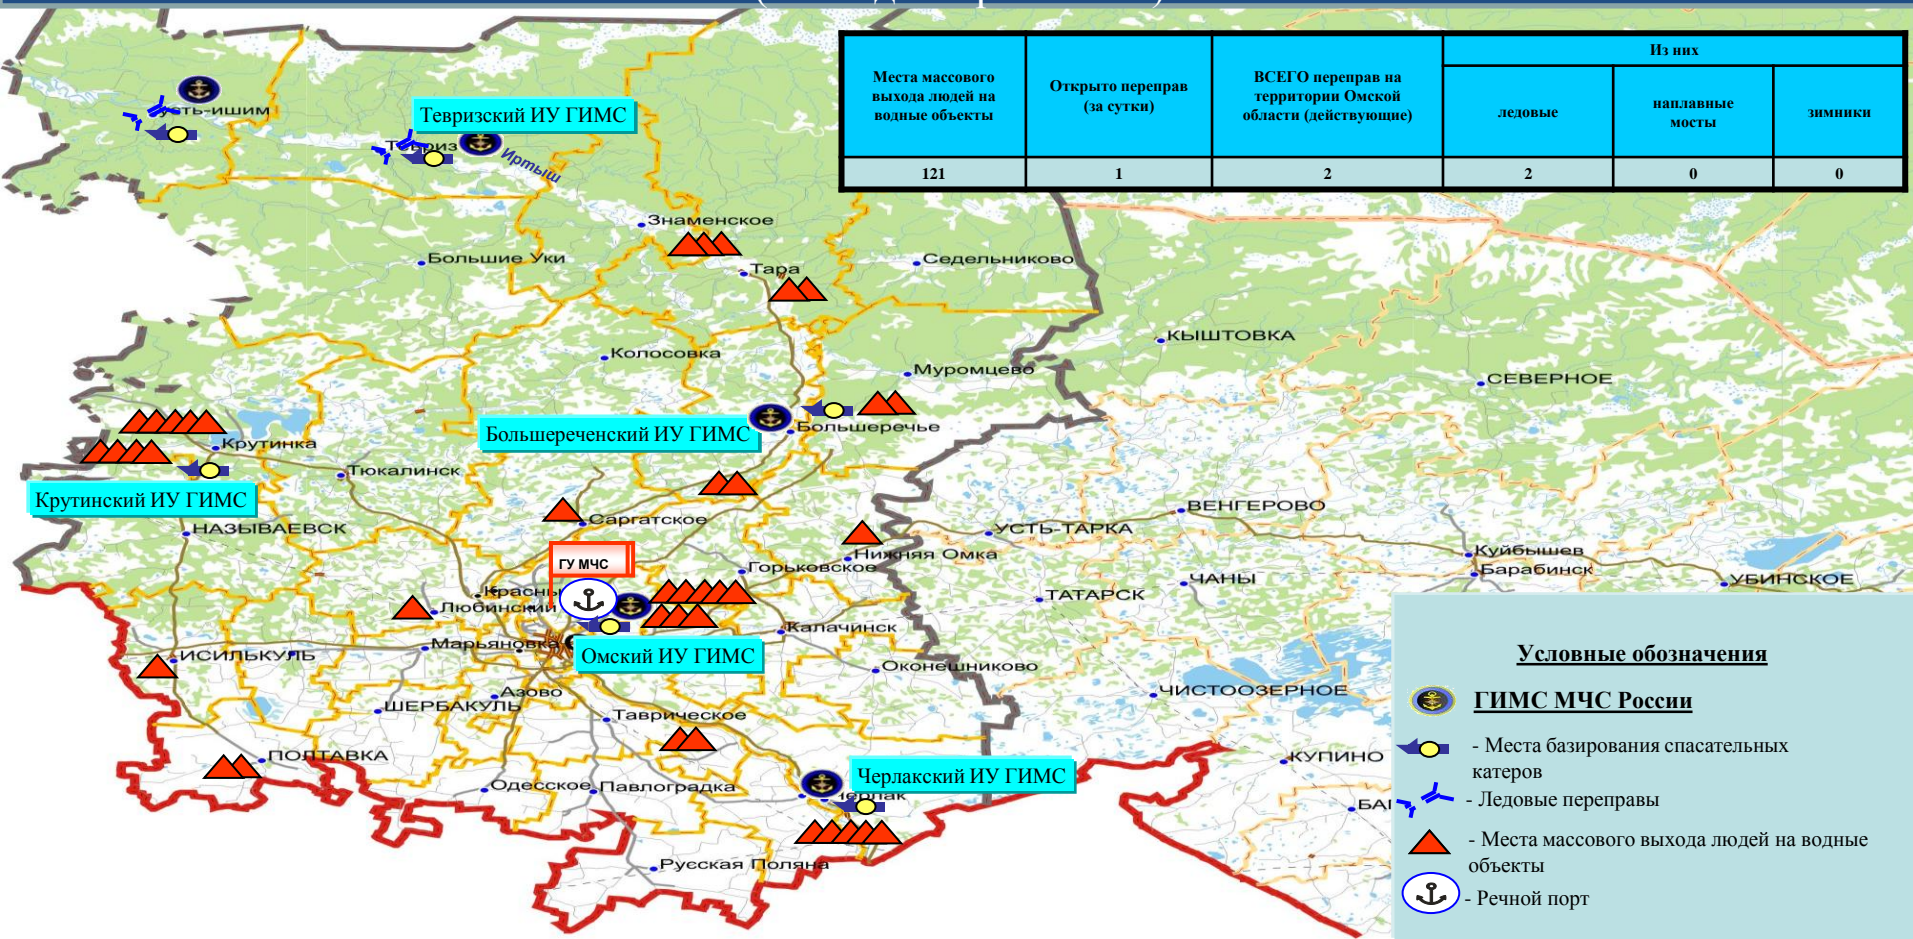 Места массового
выхода людей на
водные объекты
Открыто переправ
(за сутки)
ВСЕГО переправ на
территории Омской
области (действующие)
Из них
ледовые
наплавные
мосты
зимники
121
1
2
2
0
0
Тевризский ИУ ГИМС
Иртыш
Знаменское
Большие Уки
Тара
Седельниково
КЫШТОВКА
Колосовка
Муромцево
СЕВЕРНОЕ
Большереченский ИУ ГИМС
Большеречье
Крутинка
Тюкалинск
Крутинский ИУ ГИМС
НАЗЫВАЕВСК
Саргатское
ВЕНГЕРОВО
УСТЬ-ТАРКА
Нижняя Омка
Куйбышев
Барабинск
ГУ МЧС
Горьковское
ЧАНЫ
УБИНСКОЕ
Красны
ТАТАРСК
Любинский
Калачинск
Марьяновка
ИСИЛЬКУЛЬ
Омский ИУ ГИМС
Оконешниково
Азово
ЧИСТООЗЕРНОЕ
ШЕРБАКУЛЬ
Таврическое
ПОЛТАВКА
КУПИНО
Черлакский ИУ ГИМС
Одесское
Павлоградка
Русская Поляна
Условные обозначения
ГИМС МЧС России
- Места базирования спасательных
катеров
- Ледовые переправы
- Места массового выхода людей на водные
объекты
- Речной порт